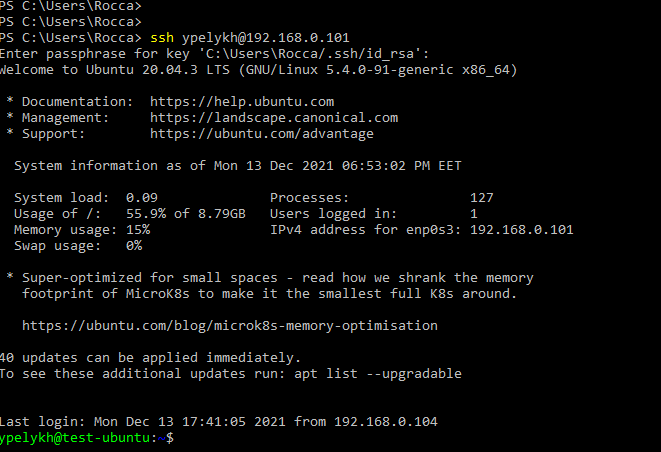 PS C:\Users\Rocca>
PS C:\Users\Rocca>
PS C:\Users\Rocca> ssh ypelykh@192.168.0.101
Enter passphrase for key 'C:\Users\Rocca/.ssh/id_rsa':
Welcome to Ubuntu 20.04.3 LTS (GNU/Linux 5.4.0-91-generic x86_64)

 * Documentation:  https://help.ubuntu.com
 * Management:     https://landscape.canonical.com
 * Support:        https://ubuntu.com/advantage

  System information as of Mon 13 Dec 2021 06:53:02 PM EET

  System load:  0.09              Processes:               127
  Usage of /:   55.9% of 8.79GB   Users logged in:         1
  Memory usage: 15%               IPv4 address for enp0s3: 192.168.0.101
  Swap usage:   0%

 * Super-optimized for small spaces - read how we shrank the memory
   footprint of MicroK8s to make it the smallest full K8s around.

   https://ubuntu.com/blog/microk8s-memory-optimisation

40 updates can be applied immediately.
To see these additional updates run: apt list --upgradable


Last login: Mon Dec 13 17:41:05 2021 from 192.168.0.104
ypelykh@test-ubuntu:~$